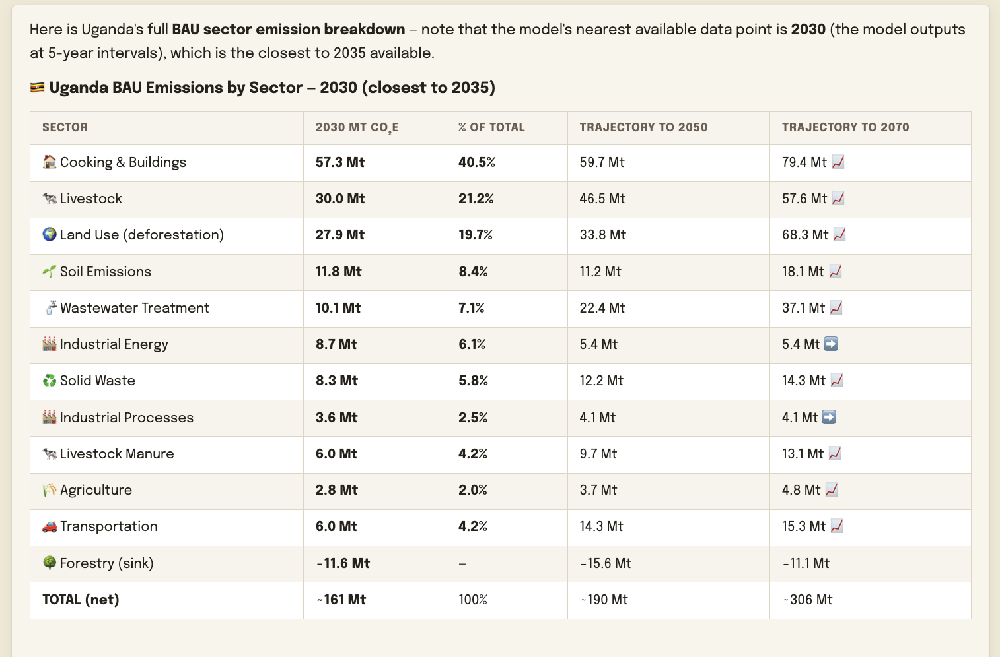 Here is Uganda's full BAU sector emission breakdown – note that the model's nearest available data point is 2030 (the model outputs
at 5-year intervals), which is the closest to 2035 available.
🇺🇬 Uganda BAU Emissions by Sector – 2030 (closest to 2035)
SECTOR 2030 MT CO₂E % OF TOTAL TRAJECTORY TO 2050 TRAJECTORY TO 2070
🏠 Cooking & Buildings 57.3 Mt 40.5% 59.7 Mt 79.4 Mt 📈
🐄 Livestock 30.0 Mt 21.2% 46.5 Mt 57.6 Mt 📈
🌍 Land Use (deforestation) 27.9 Mt 19.7% 33.8 Mt 68.3 Mt 📈
🌱 Soil Emissions 11.8 Mt 8.4% 11.2 Mt 18.1 Mt 📈
🚰 Wastewater Treatment 10.1 Mt 7.1% 22.4 Mt 37.1 Mt 📈
🏭 Industrial Energy 8.7 Mt 6.1% 5.4 Mt 5.4 Mt ➡️
♻️ Solid Waste 8.3 Mt 5.8% 12.2 Mt 14.3 Mt 📈
🏭 Industrial Processes 3.6 Mt 2.5% 4.1 Mt 4.1 Mt ➡️
🐄 Livestock Manure 6.0 Mt 4.2% 9.7 Mt 13.1 Mt 📈
🌾 Agriculture 2.8 Mt 2.0% 3.7 Mt 4.8 Mt 📈
🚗 Transportation 6.0 Mt 4.2% 14.3 Mt 15.3 Mt 📈
🌳 Forestry (sink) -11.6 Mt – -15.6 Mt -11.1 Mt
TOTAL (net) ~161 Mt 100% ~190 Mt ~306 Mt